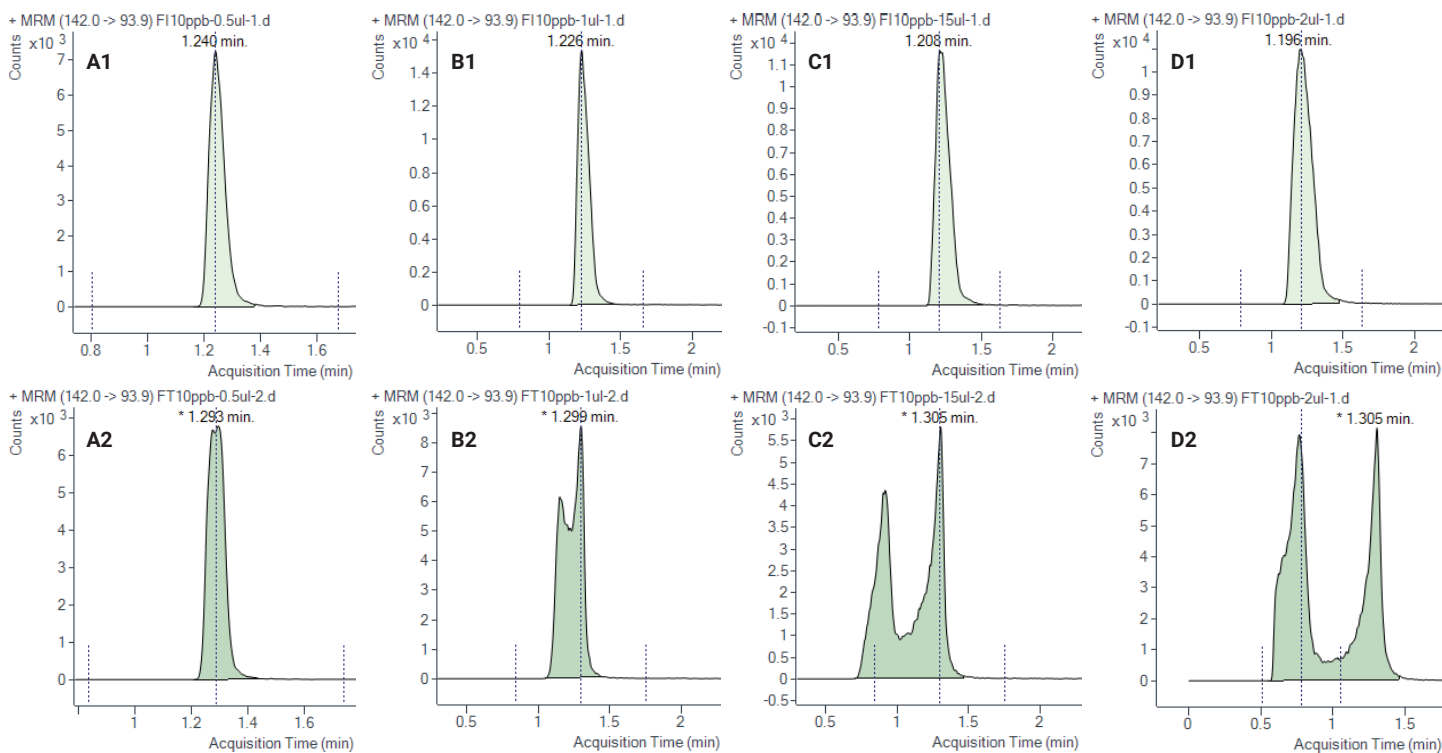 + MRM (142.0 -> 93.9) FI10ppb-0.5ul-1.d
x10 3
Counts
A1
1.240 min.
7
6
5
4
3
2
1
0
0.8 1 1.2 1.4 1.6
Acquisition Time (min)
+ MRM (142.0 -> 93.9) FI10ppb-1ul-1.d
x10 4
Counts
B1
1.226 min.
1.4
1.2
1
0.8
0.6
0.4
0.2
0
0.5 1 1.5 2
Acquisition Time (min)
+ MRM (142.0 -> 93.9) FI10ppb-15ul-1.d
x10 4
Counts
C1
1.208 min.
1.1
1
0.9
0.8
0.7
0.6
0.5
0.4
0.3
0.2
0.1
0
-0.1
0.5 1 1.5 2
Acquisition Time (min)
+ MRM (142.0 -> 93.9) FI10ppb-2ul-1.d
x10 4
Counts
D1
1.196 min.
1
0.9
0.8
0.7
0.6
0.5
0.4
0.3
0.2
0.1
0
-0.1
0.5 1 1.5 2
Acquisition Time (min)
+ MRM (142.0 -> 93.9) FT10ppb-0.5ul-2.d
x10 3
Counts
A2
* 1.293 min.
6
5
4
3
2
1
0
1 1.2 1.4 1.6
Acquisition Time (min)
+ MRM (142.0 -> 93.9) FT10ppb-1ul-2.d
x10 3
Counts
B2
* 1.299 min.
8
7
6
5
4
3
2
1
0
0.5 1 1.5 2
Acquisition Time (min)
+ MRM (142.0 -> 93.9) FT10ppb-15ul-2.d
x10 3
Counts
C2
* 1.305 min.
5.5
5
4.5
4
3.5
3
2.5
2
1.5
1
0.5
0
-0.5
0.5 1 1.5 2
Acquisition Time (min)
+ MRM (142.0 -> 93.9) FT10ppb-2ul-1.d
x10 3
Counts
D2
* 1.305 min.
7
6
5
4
3
2
1
0
0 0.5 1 1.5
Acquisition Time (min)